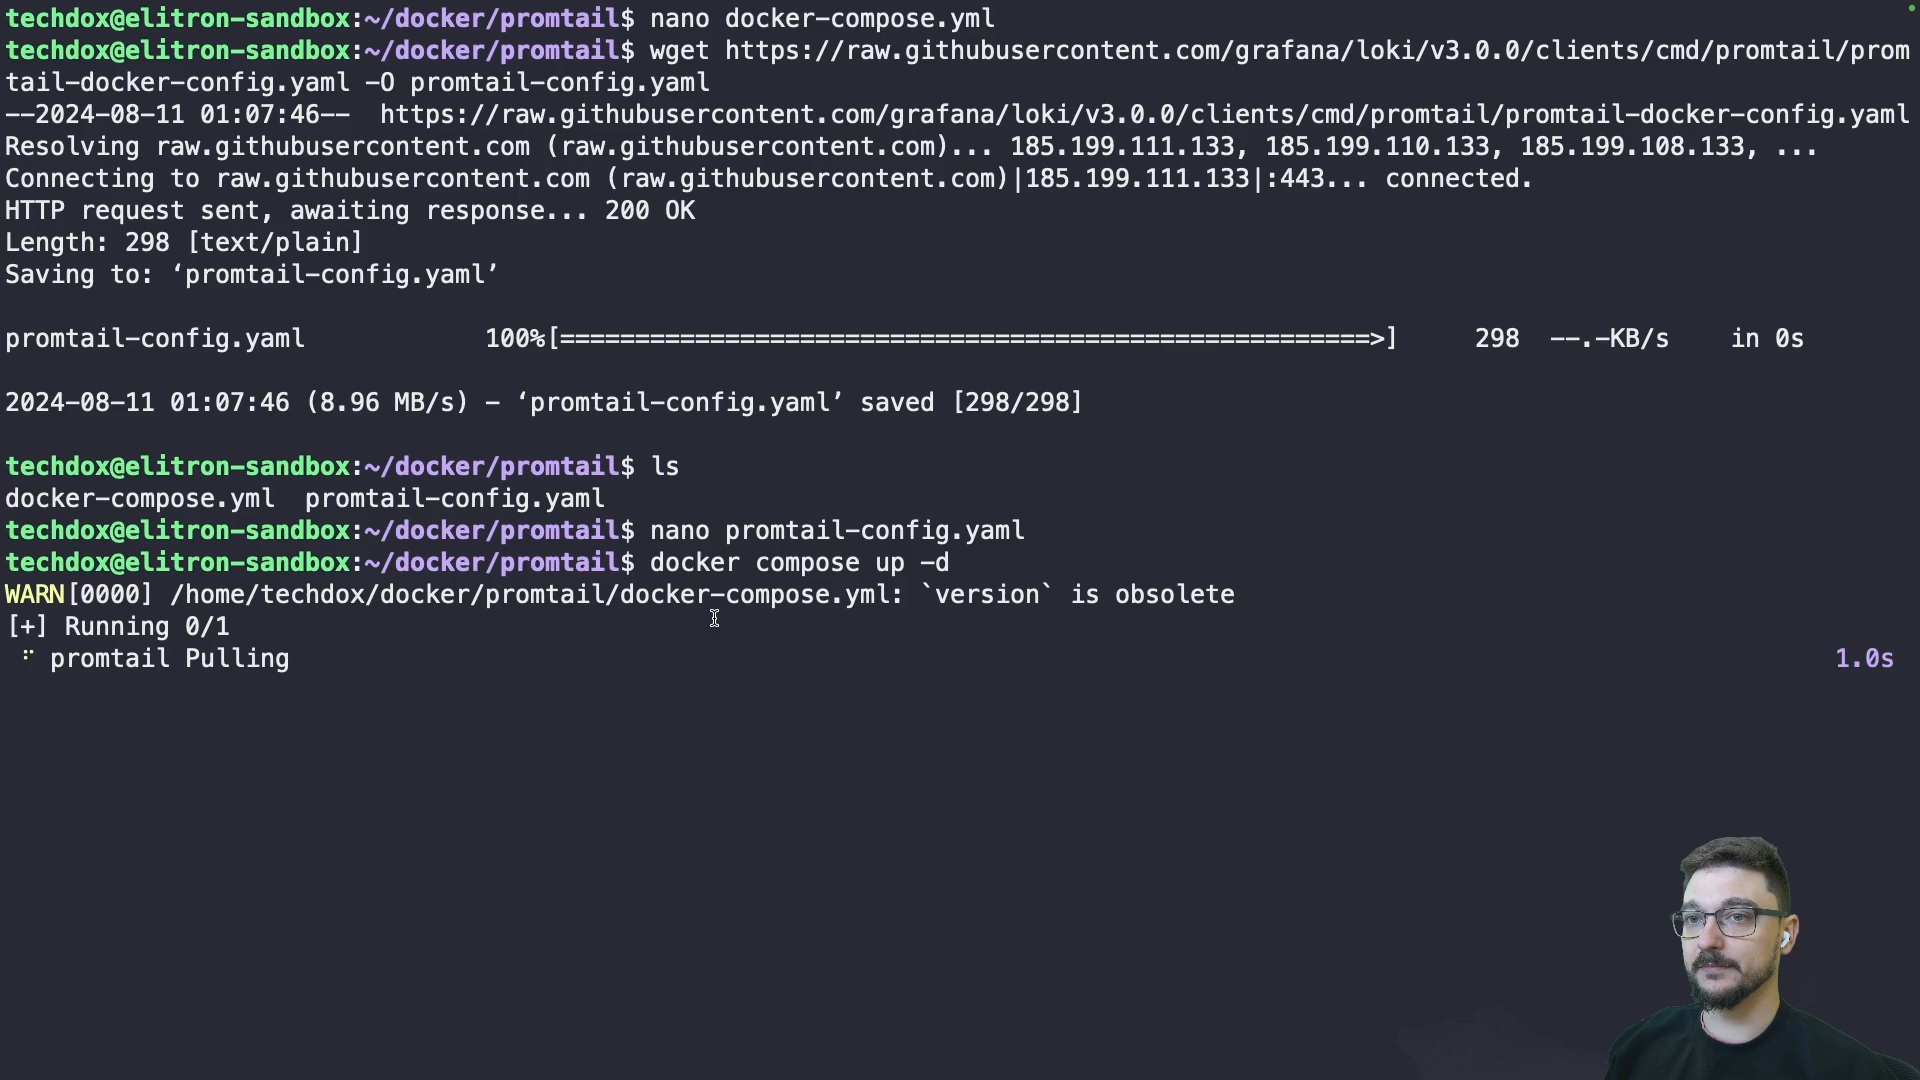 techdox@elitron-sandbox:~/docker/promtail$ nano docker-compose.yml
techdox@elitron-sandbox:~/docker/promtail$ wget https://raw.githubusercontent.com/grafana/loki/v3.0.0/clients/cmd/promtail/prom
tail-docker-config.yaml -O promtail-config.yaml
--2024-08-11 01:07:46--  https://raw.githubusercontent.com/grafana/loki/v3.0.0/clients/cmd/promtail/promtail-docker-config.yaml
Resolving raw.githubusercontent.com (raw.githubusercontent.com)... 185.199.111.133, 185.199.110.133, 185.199.108.133, ...
Connecting to raw.githubusercontent.com (raw.githubusercontent.com)|185.199.111.133|:443... connected.
HTTP request sent, awaiting response... 200 OK
Length: 298 [text/plain]
Saving to: ‘promtail-config.yaml’
promtail-config.yaml            100%[======================================================>]     298  --.-KB/s    in 0s
2024-08-11 01:07:46 (8.96 MB/s) - ‘promtail-config.yaml’ saved [298/298]
techdox@elitron-sandbox:~/docker/promtail$ ls
docker-compose.yml  promtail-config.yaml
techdox@elitron-sandbox:~/docker/promtail$ nano promtail-config.yaml
techdox@elitron-sandbox:~/docker/promtail$ docker compose up -d
WARN[0000] /home/techdox/docker/promtail/docker-compose.yml: `version` is obsolete
[+] Running 0/1
⠋ promtail Pulling 1.0s